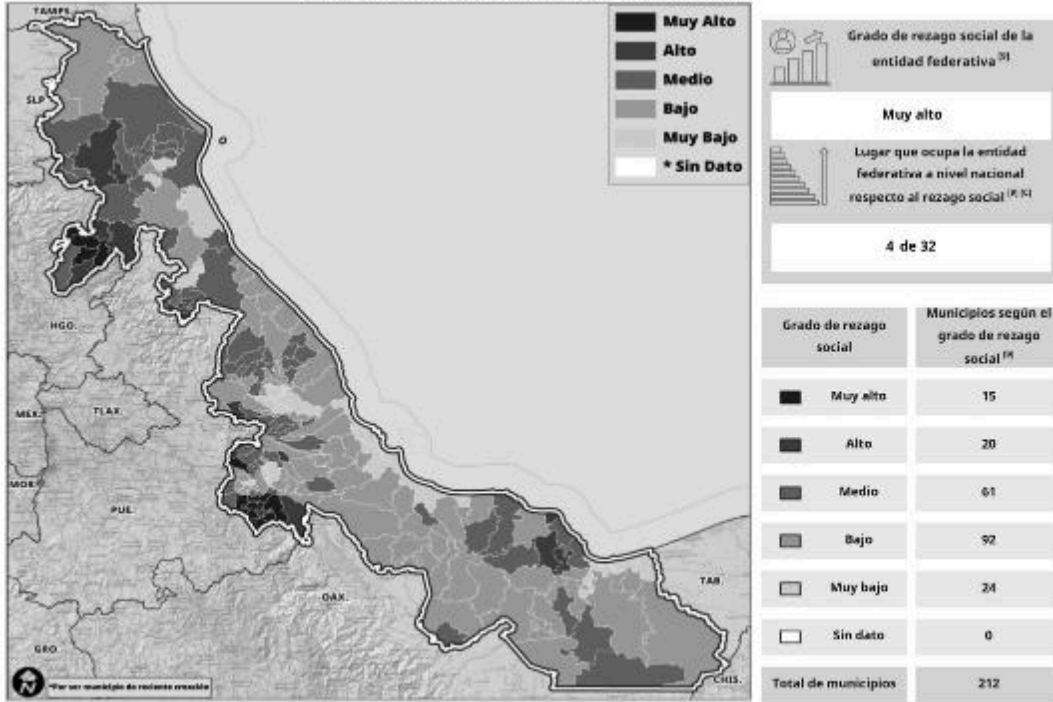 TAMPS.
SLP
HGO.
MEX.
TLAX.
MOR.
PUE.
GRO
OAX.
TAB.
CHIS.
Muy Alto
Alto
Medio
Bajo
Muy Bajo
* Sin Dato
*Por ser municipio de reciente creación
Grado de rezago social de la
entidad federativa [b]
Muy alto
Lugar que ocupa la entidad
federativa a nivel nacional
respecto al rezago social
4 de 32
Grado de rezago
social
Municipios según el
grado de rezago
social [b]
Muy alto 15
Alto 20
Medio 61
Bajo 92
Muy bajo 24
Sin dato 0
Total de municipios 212